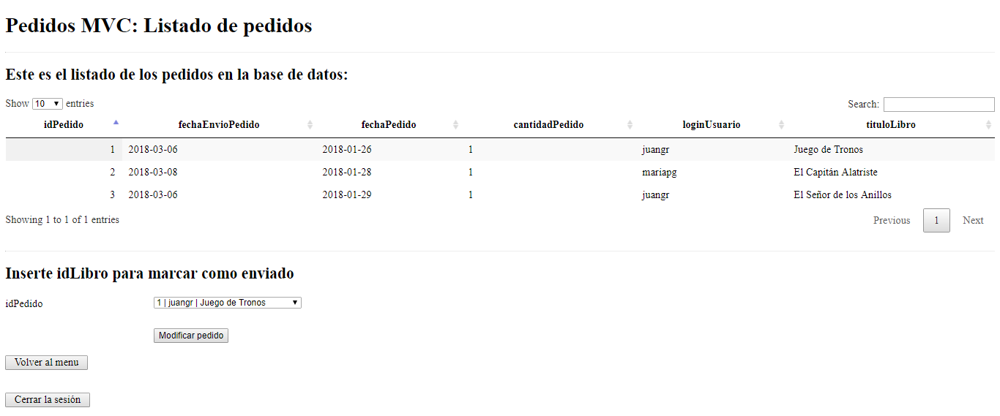 Pedidos MVC: Listado de pedidos
Este es el listado de los pedidos en la base de datos:
Show 10 entries Search:
idPedido fechaEnvioPedido fechaPedido cantidadPedido loginUsuario tituloLibro
1 2018-03-06 2018-01-26 1 juangr Juego de Tronos
2 2018-03-08 2018-01-28 1 mariapg El Capitán Alatriste
3 2018-03-06 2018-01-29 1 juangr El Señor de los Anillos
Showing 1 to 1 of 1 entries Previous 1 Next
Inserte idLibro para marcar como enviado
idPedido 1 | juangr | Juego de Tronos
Modificar pedido
Volver al menu
Cerrar la sesión